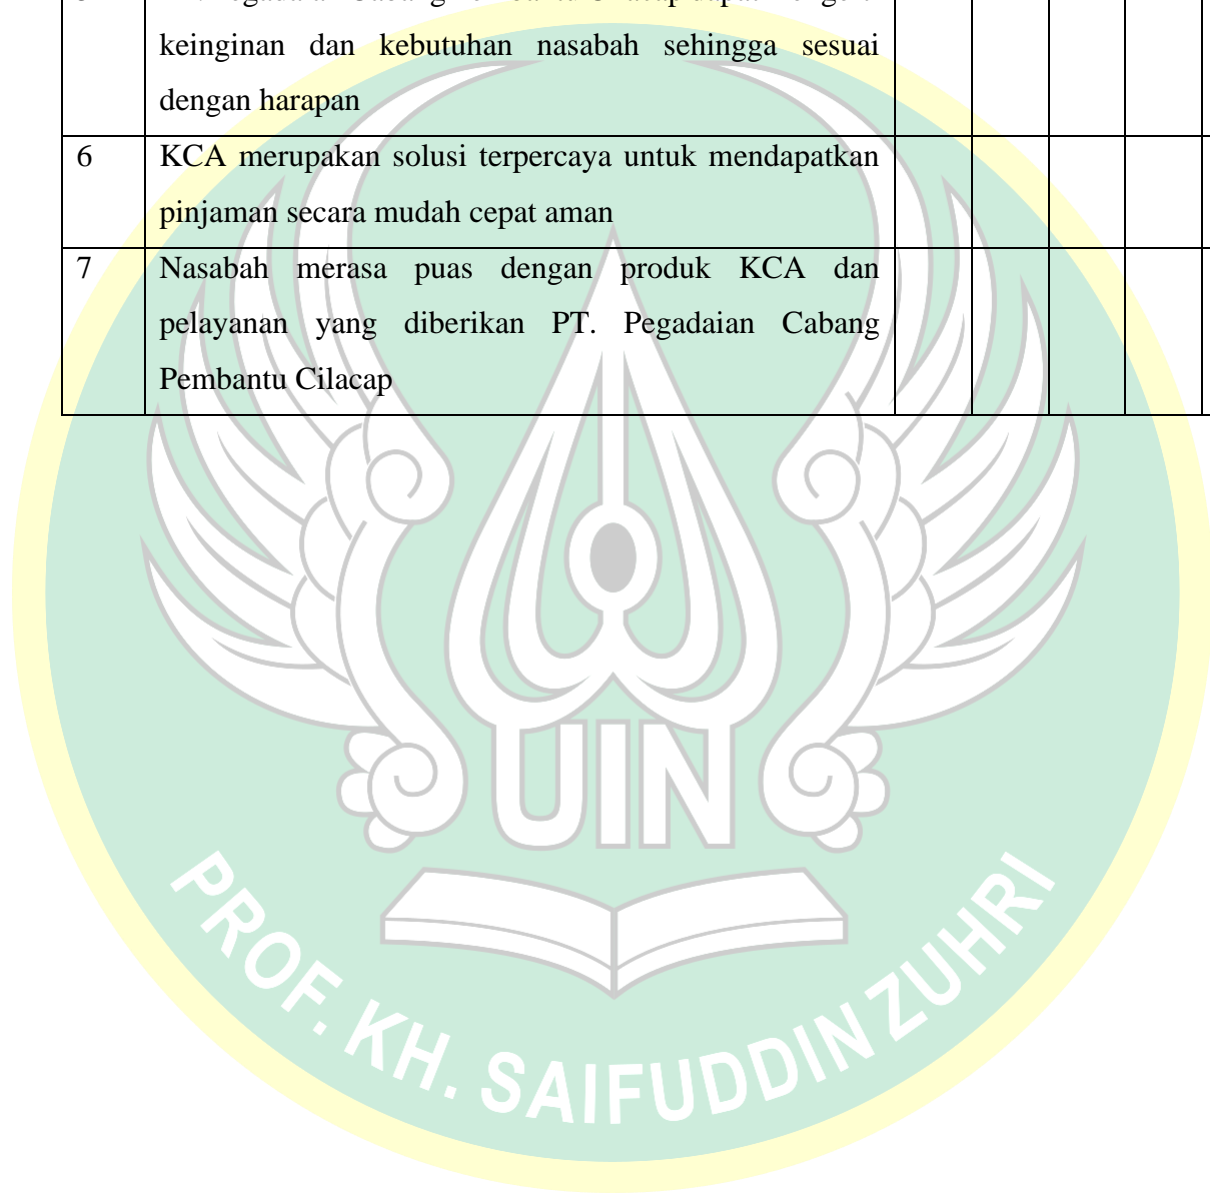 keinginan dan kebutuhan nasabah sehingga sesuai
dengan harapan
6 KCA merupakan solusi terpercaya untuk mendapatkan
pinjaman secara mudah cepat aman
7 Nasabah merasa puas dengan produk KCA dan
pelayanan yang diberikan PT. Pegadaian Cabang
Pembantu Cilacap
UIN
PROF. KH. SAIFUDDIN ZUHRI